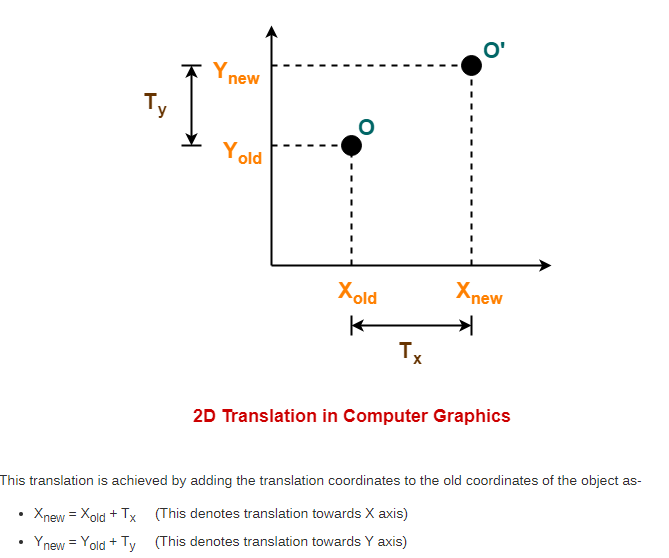 O'
Ynew
Ty
O
Yold
Xold
Xnew
Tx
2D Translation in Computer Graphics
This translation is achieved by adding the translation coordinates to the old coordinates of the object as-
• Xnew = Xold + Tx (This denotes translation towards X axis)
• Ynew = Yold + Ty (This denotes translation towards Y axis)